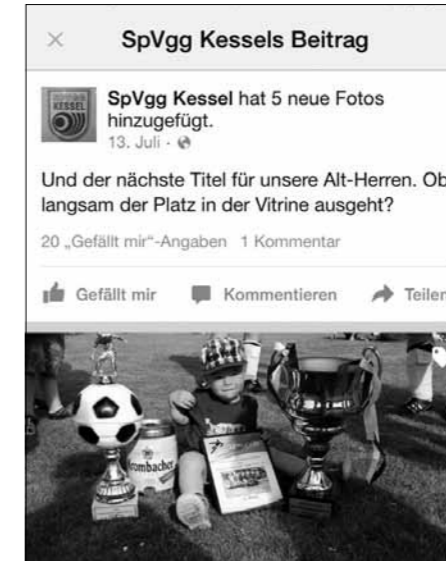 SpVgg Kessels Beitrag
SPVGG
KESSEL
SpVgg Kessel hat 5 neue Fotos
hinzugefügt.
13. Juli ·
Und der nächste Titel für unsere Alt-Herren. Ob
langsam der Platz in der Vitrine ausgeht?
20 „Gefällt mir“-Angaben 1 Kommentar
Gefällt mir Kommentieren Teilen
Krombacher